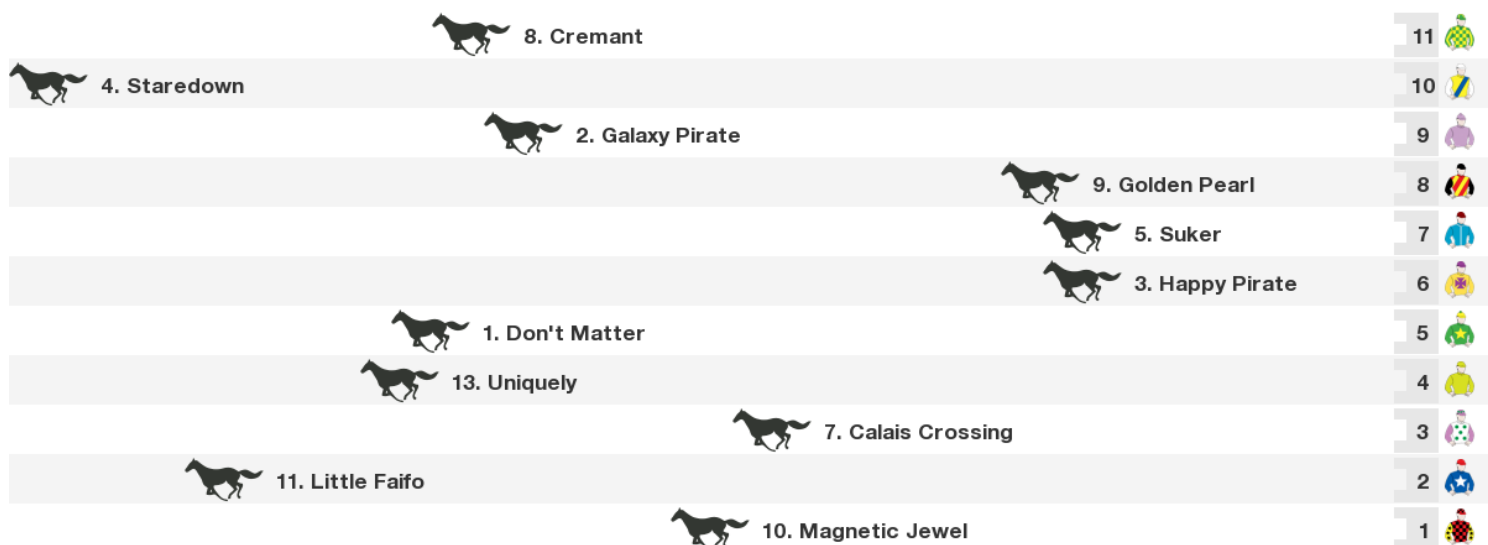 8. Cremant 11
4. Staredown 10
2. Galaxy Pirate 9
9. Golden Pearl 8
5. Suker 7
3. Happy Pirate 6
1. Don't Matter 5
13. Uniquely 4
7. Calais Crossing 3
11. Little Faifo 2
10. Magnetic Jewel 1